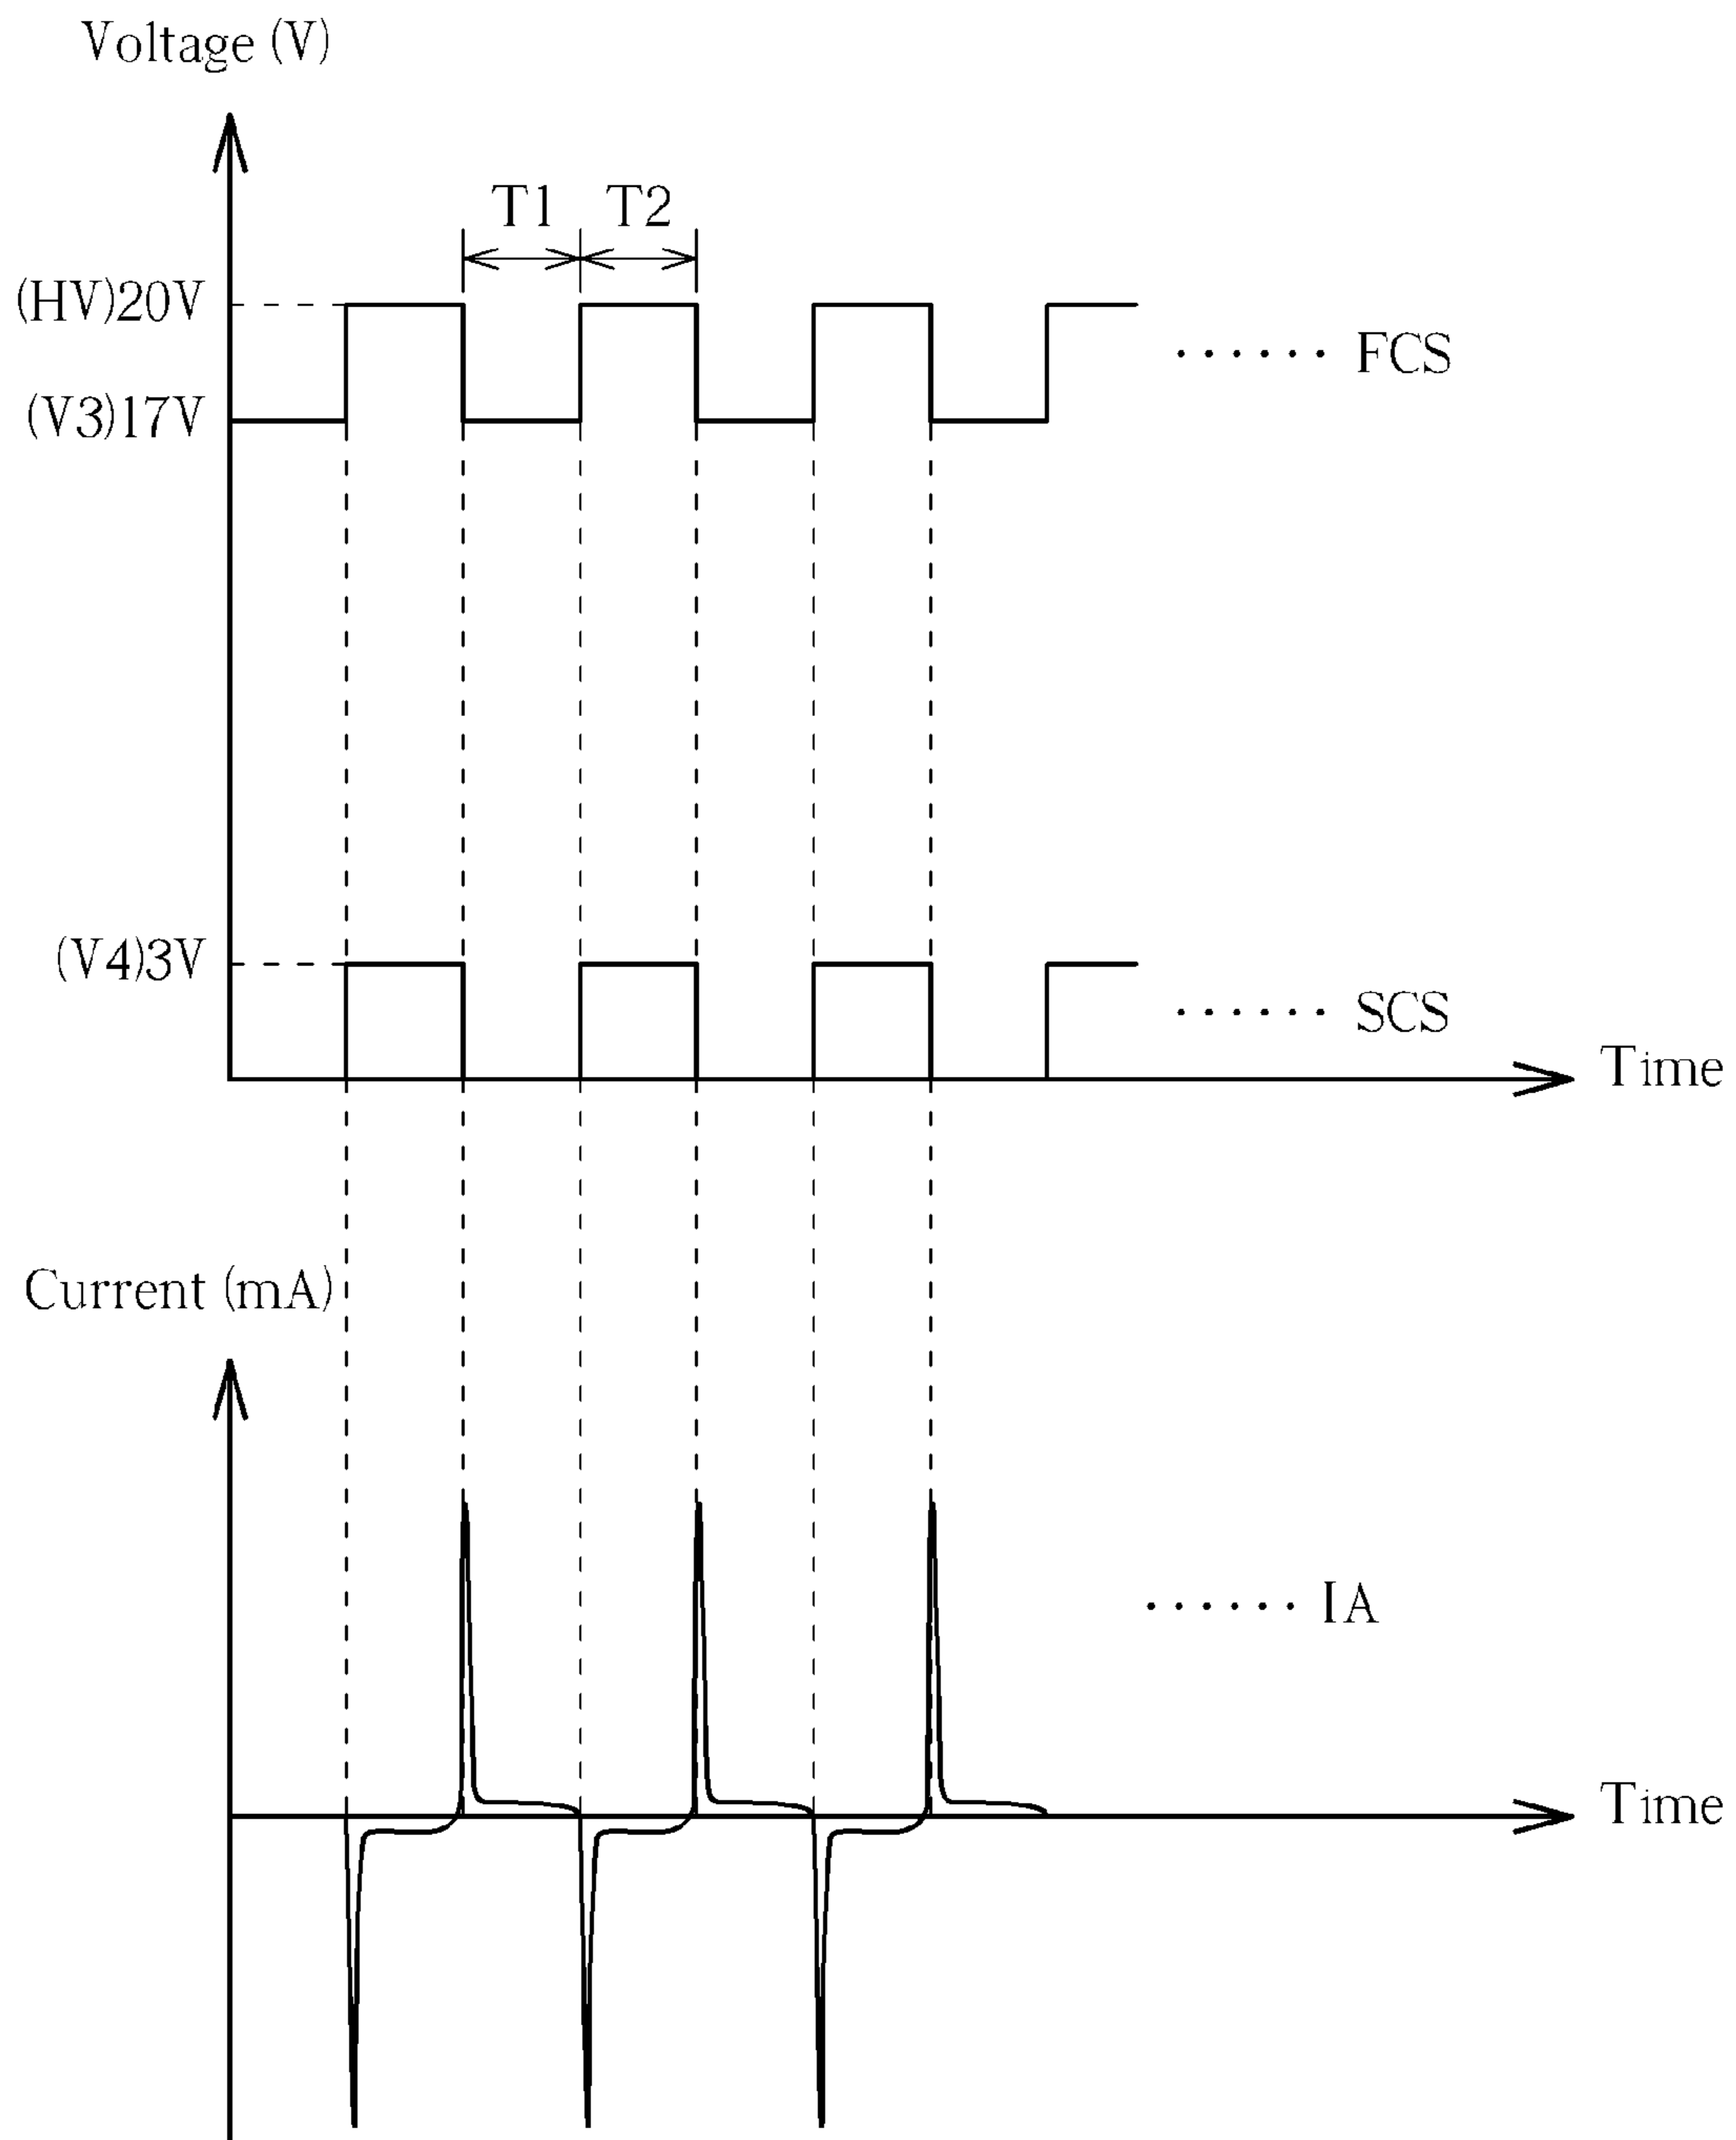 Voltage (V)
T1 T2
(HV)20V
...... FCS
(V3)17V
(V4)3V
...... SCS
Time
Current (mA)
...... IA
Time